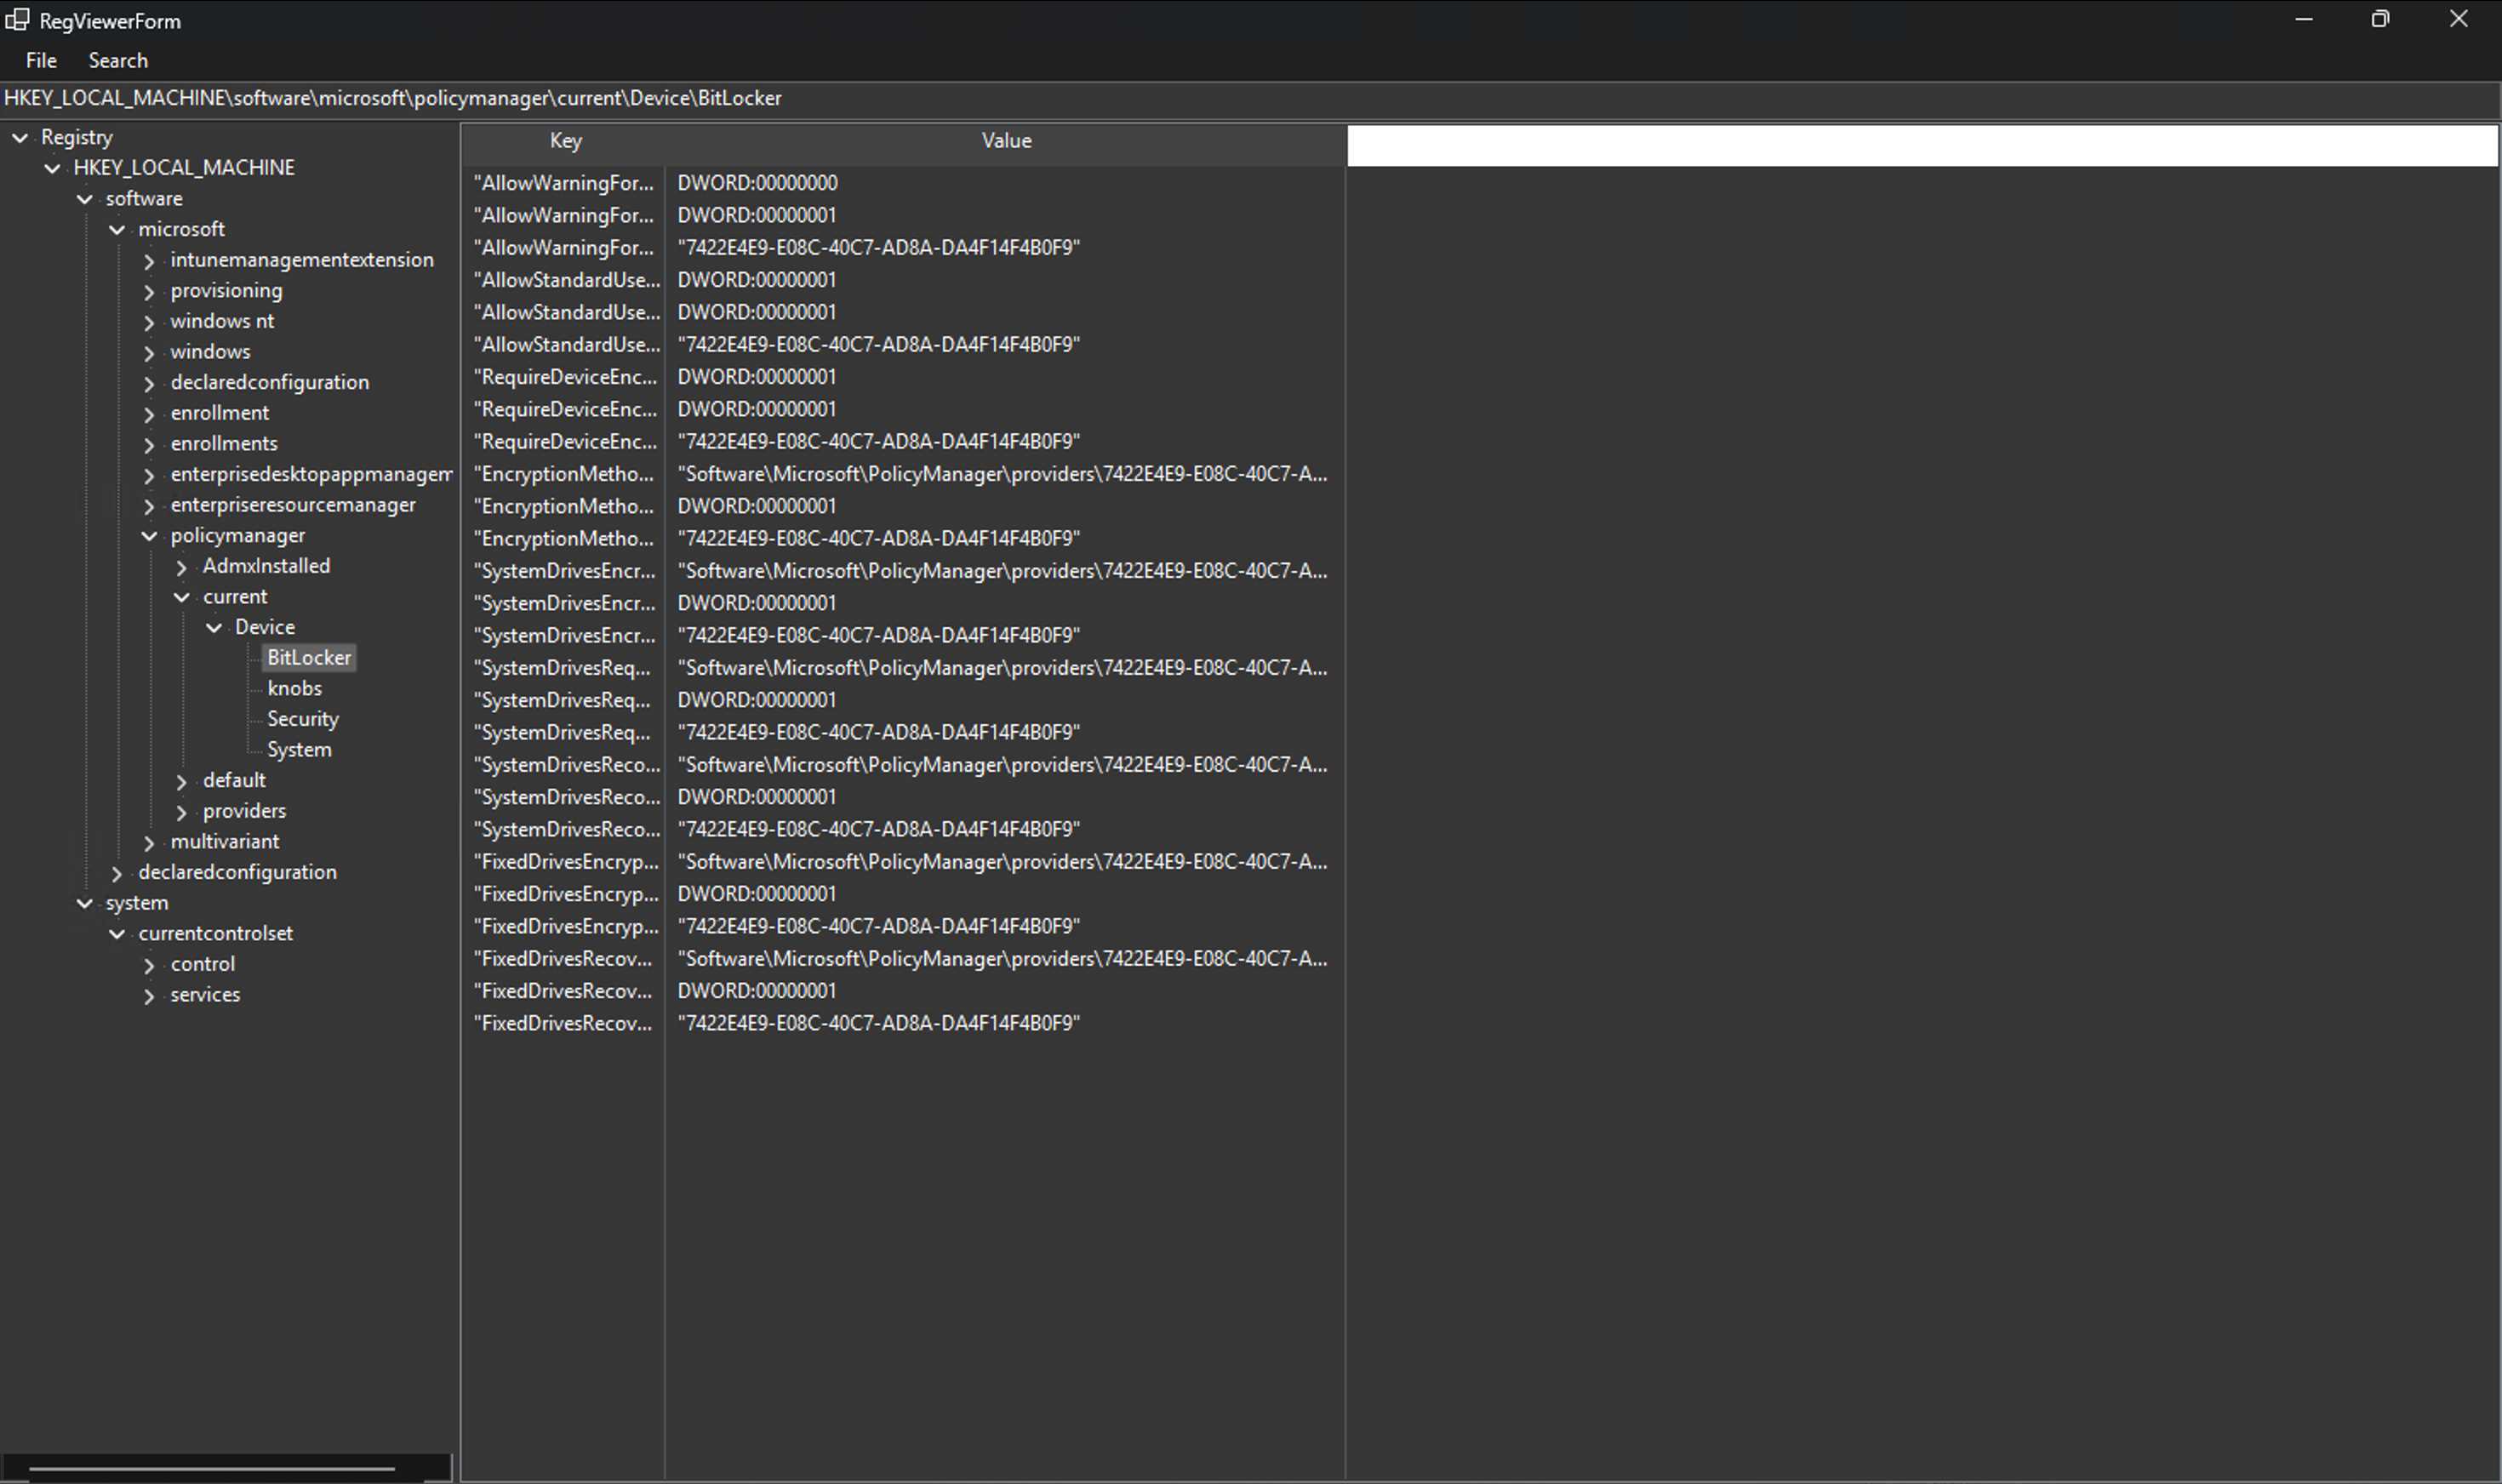 RegViewerForm
File Search
HKEY_LOCAL_MACHINE\software\microsoft\policymanager\current\Device\BitLocker
Registry
HKEY_LOCAL_MACHINE
software
microsoft
intunemanagementextension
provisioning
windows nt
windows
declaredconfiguration
enrollment
enrollments
enterprisedesktopappmanagem
enterpriseresourcemanager
policymanager
AdmxInstalled
current
Device
BitLocker
knobs
Security
System
default
providers
multivariant
declaredconfiguration
system
currentcontrolset
control
services
Key Value
"AllowWarningFor... DWORD:00000000
"AllowWarningFor... DWORD:00000001
"AllowWarningFor... "7422E4E9-E08C-40C7-AD8A-DA4F14F4B0F9"
"AllowStandardUse... DWORD:00000001
"AllowStandardUse... DWORD:00000001
"AllowStandardUse... "7422E4E9-E08C-40C7-AD8A-DA4F14F4B0F9"
"RequireDeviceEnc... DWORD:00000001
"RequireDeviceEnc... DWORD:00000001
"RequireDeviceEnc... "7422E4E9-E08C-40C7-AD8A-DA4F14F4B0F9"
"EncryptionMetho... "Software\Microsoft\PolicyManager\providers\7422E4E9-E08C-40C7-A...
"EncryptionMetho... DWORD:00000001
"EncryptionMetho... "7422E4E9-E08C-40C7-AD8A-DA4F14F4B0F9"
"SystemDrivesEncr... "Software\Microsoft\PolicyManager\providers\7422E4E9-E08C-40C7-A...
"SystemDrivesEncr... DWORD:00000001
"SystemDrivesEncr... "7422E4E9-E08C-40C7-AD8A-DA4F14F4B0F9"
"SystemDrivesReq... "Software\Microsoft\PolicyManager\providers\7422E4E9-E08C-40C7-A...
"SystemDrivesReq... DWORD:00000001
"SystemDrivesReq... "7422E4E9-E08C-40C7-AD8A-DA4F14F4B0F9"
"SystemDrivesReco... "Software\Microsoft\PolicyManager\providers\7422E4E9-E08C-40C7-A...
"SystemDrivesReco... DWORD:00000001
"SystemDrivesReco... "7422E4E9-E08C-40C7-AD8A-DA4F14F4B0F9"
"FixedDrivesEncryp... "Software\Microsoft\PolicyManager\providers\7422E4E9-E08C-40C7-A...
"FixedDrivesEncryp... DWORD:00000001
"FixedDrivesEncryp... "7422E4E9-E08C-40C7-AD8A-DA4F14F4B0F9"
"FixedDrivesRecov... "Software\Microsoft\PolicyManager\providers\7422E4E9-E08C-40C7-A...
"FixedDrivesRecov... DWORD:00000001
"FixedDrivesRecov... "7422E4E9-E08C-40C7-AD8A-DA4F14F4B0F9"